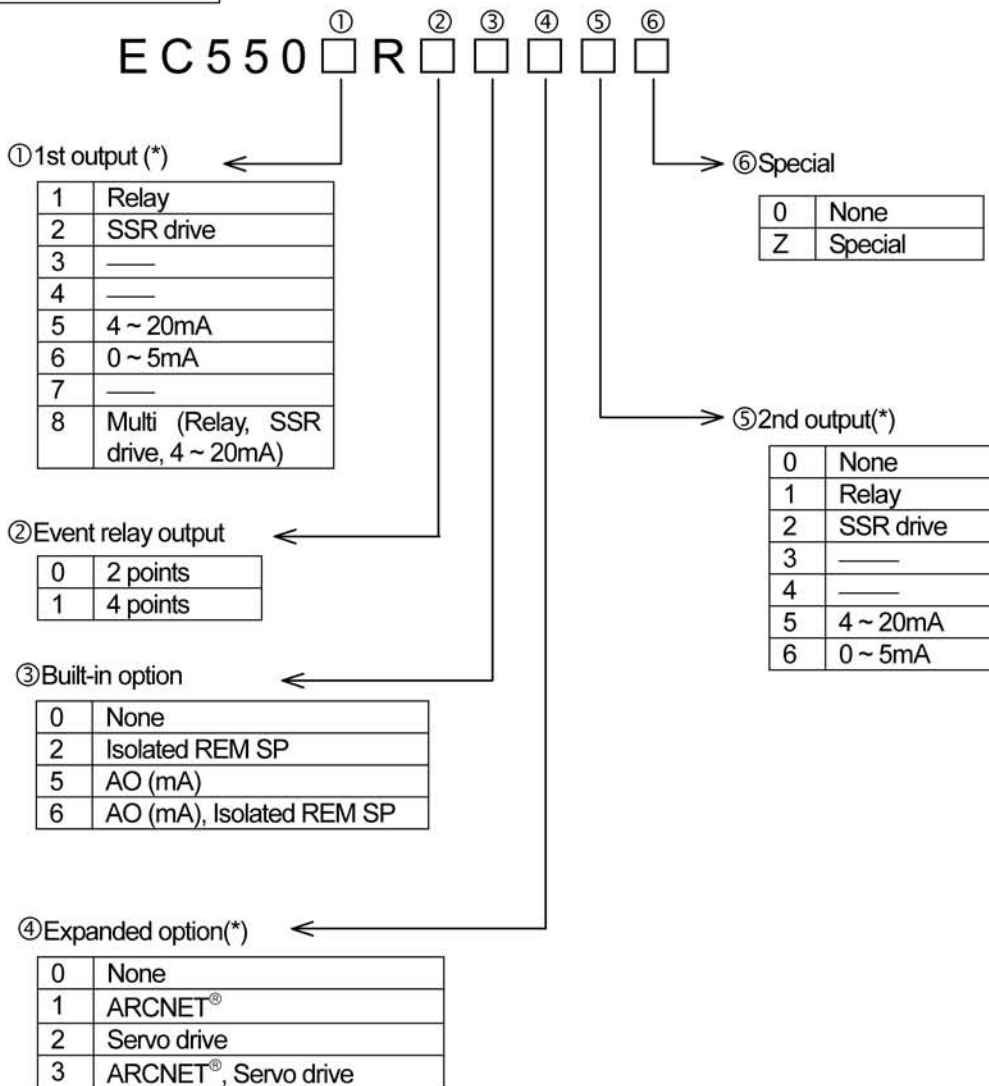 ① ② ③ ④ ⑤ ⑥
EC550□R□□□□□
①1st output (*)
1 Relay
2 SSR drive
3 ——
4 ——
5 4 ~ 20mA
6 0 ~ 5mA
7 ——
8 Multi (Relay, SSR
drive, 4 ~ 20mA)
⑥Special
0 None
Z Special
②Event relay output
0 2 points
1 4 points
⑤2nd output(*)
0 None
1 Relay
2 SSR drive
3 ——
4 ——
5 4 ~ 20mA
6 0 ~ 5mA
③Built-in option
0 None
2 Isolated REM SP
5 AO (mA)
6 AO (mA), Isolated REM SP
④Expanded option(*)
0 None
1 ARCNET®
2 Servo drive
3 ARCNET®, Servo drive